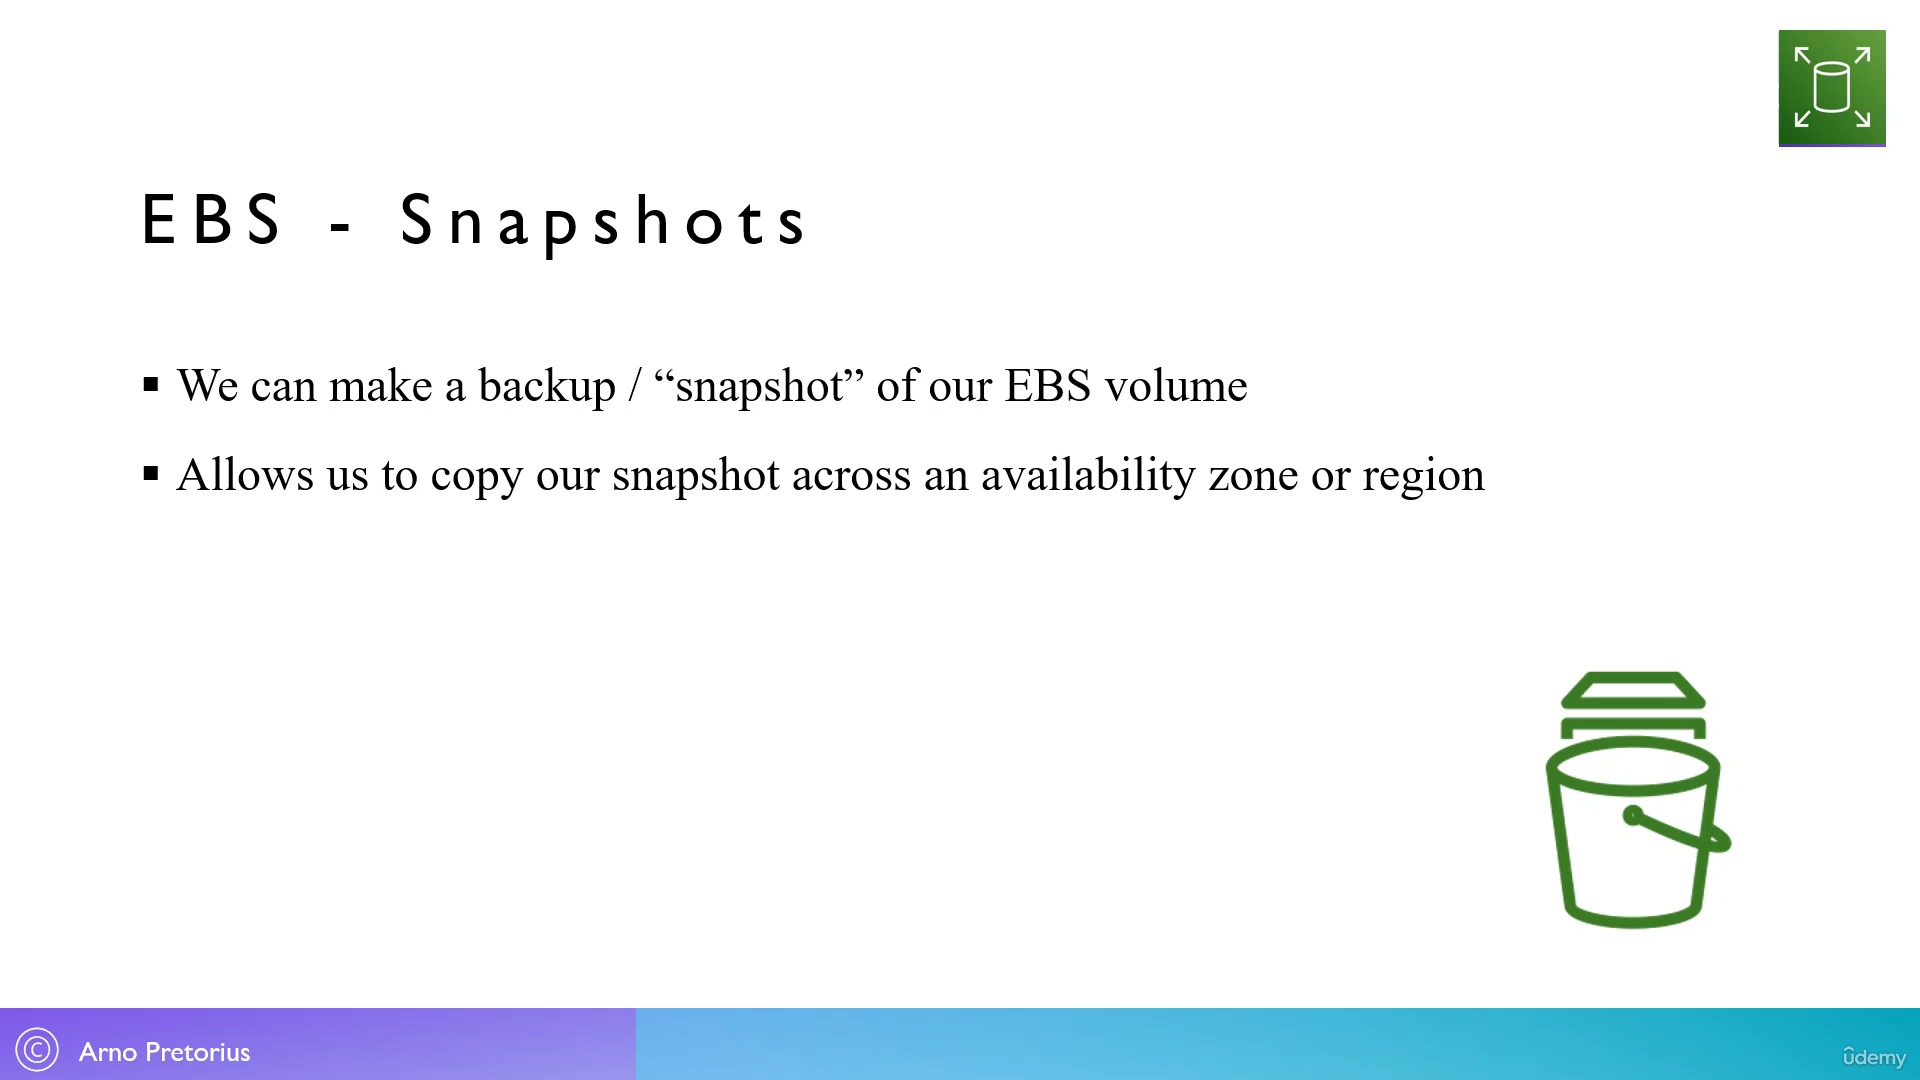 EBS - Snapshots
▪ We can make a backup / “snapshot” of our EBS volume
▪ Allows us to copy our snapshot across an availability zone or region
© Arno Pretorius
ûdemy